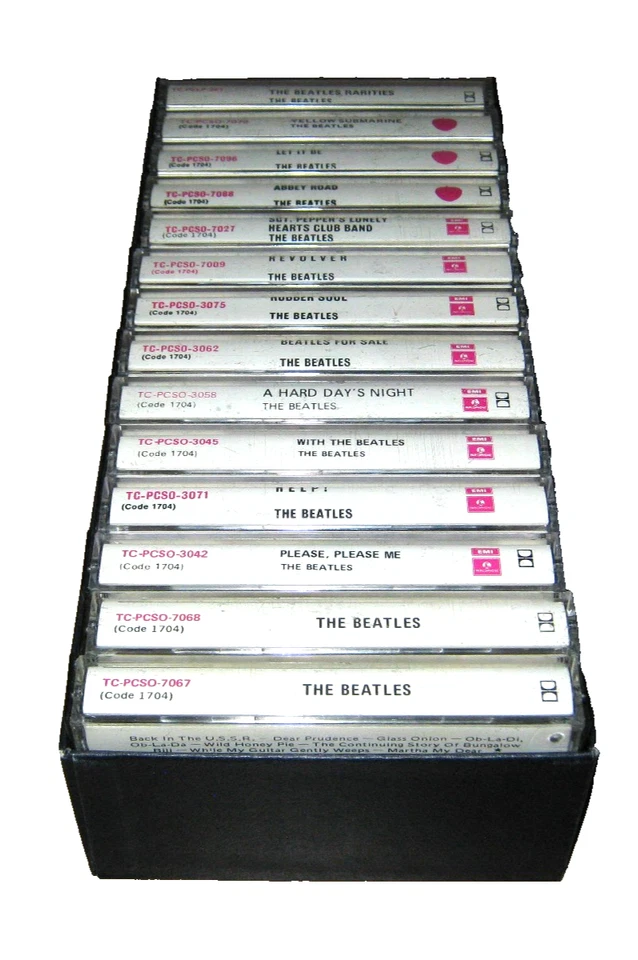 THE BEATLES RARITIES
THE BEATLES
YELLOW SUBMARINE
THE BEATLES
TC-PCSO-7096
(Code 1704)
LET IT BE
THE BEATLES
TC-PCSO-7088
(Code 1704)
ABBEY ROAD
THE BEATLES
TC-PCSO-7027
(Code 1704)
SGT. PEPPER'S LONELY
HEARTS CLUB BAND
THE BEATLES
EMI
TC-PCSO-7009
(Code 1704)
REVOLVER
THE BEATLES
EMI
TC-PCSO-3075
(Code 1704)
RUBBER SOUL
THE BEATLES
EMI
TC-PCSO-3062
(Code 1704)
BEATLES FOR SALE
THE BEATLES
EMI
TC-PCSO-3058
(Code 1704)
A HARD DAY'S NIGHT
THE BEATLES
EMI
TC-PCSO-3045
(Code 1704)
WITH THE BEATLES
THE BEATLES
EMI
TC-PCSO-3071
(Code 1704)
HELP!
THE BEATLES
EMI
TC-PCSO-3042
(Code 1704)
PLEASE, PLEASE ME
THE BEATLES
EMI
TC-PCSO-7068
(Code 1704)
THE BEATLES
TC-PCSO-7067
(Code 1704)
THE BEATLES
Back In The U.S.S.R. — Dear Prudence — Glass Onion — Ob-La-Di,
Ob-La-Da — Wild Honey Pie — The Continuing Story Of Bungalow
Bill — While My Guitar Gently Weeps — Martha My Dear